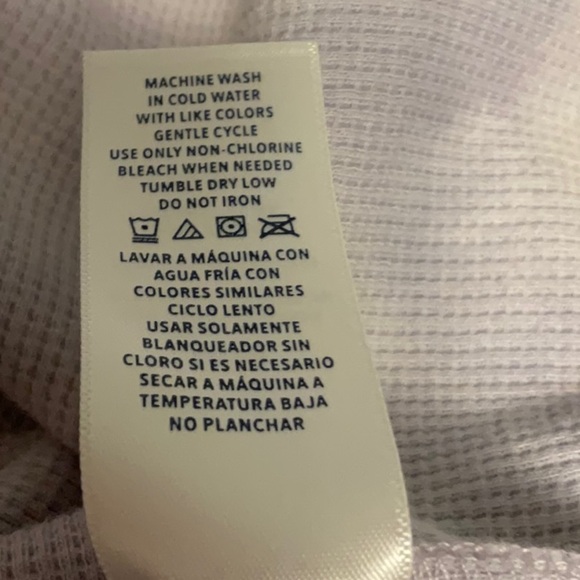 MACHINE WASH
IN COLD WATER
WITH LIKE COLORS
GENTLE CYCLE
USE ONLY NON-CHLORINE
BLEACH WHEN NEEDED
TUMBLE DRY LOW
DO NOT IRON
LAVAR A MÁQUINA CON
AGUA FRÍA CON
COLORES SIMILARES
CICLO LENTO
USAR SOLAMENTE
BLANQUEADOR SIN
CLORO SI ES NECESARIO
SECAR A MÁQUINA A
TEMPERATURA BAJA
NO PLANCHAR